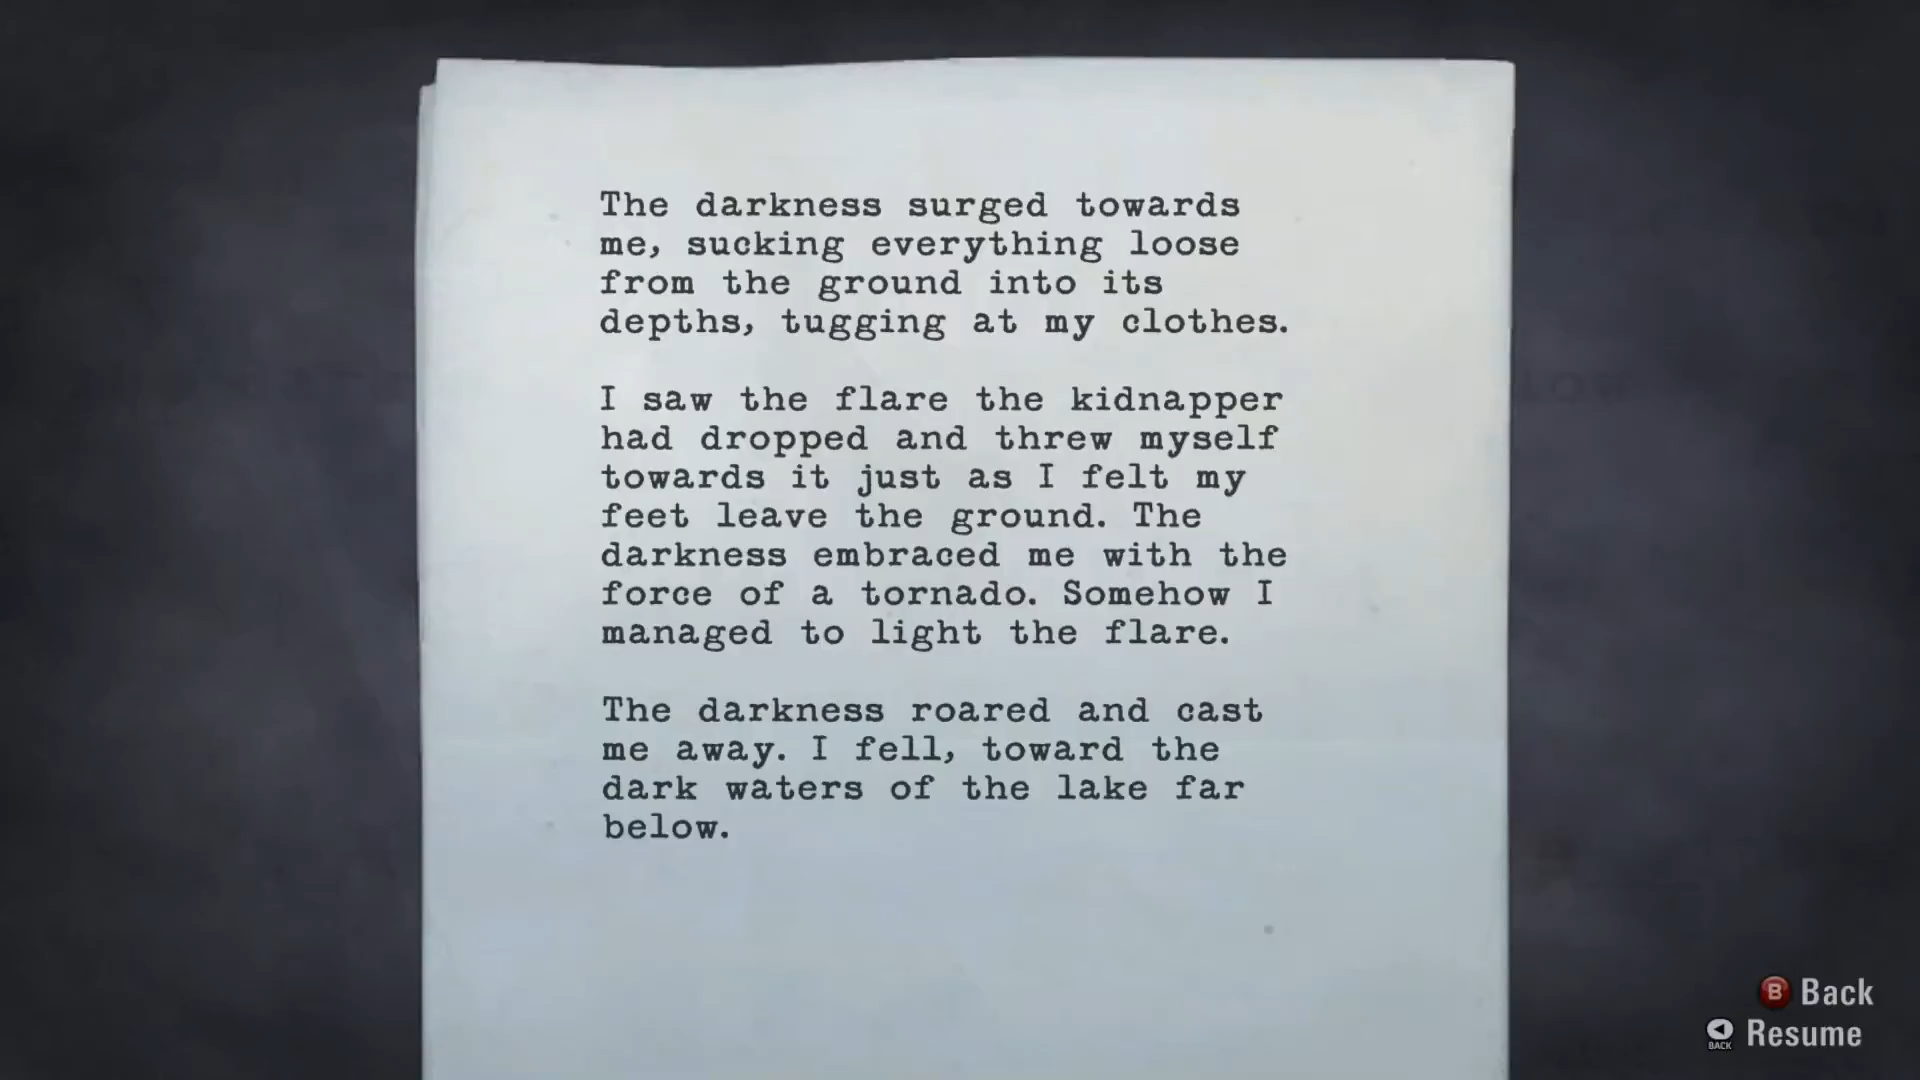 The darkness surged towards
me, sucking everything loose
from the ground into its
depths, tugging at my clothes.
I saw the flare the kidnapper
had dropped and threw myself
towards it just as I felt my
feet leave the ground. The
darkness embraced me with the
force of a tornado. Somehow I
managed to light the flare.
The darkness roared and cast
me away. I fell, toward the
dark waters of the lake far
below.
B Back
BACK Resume